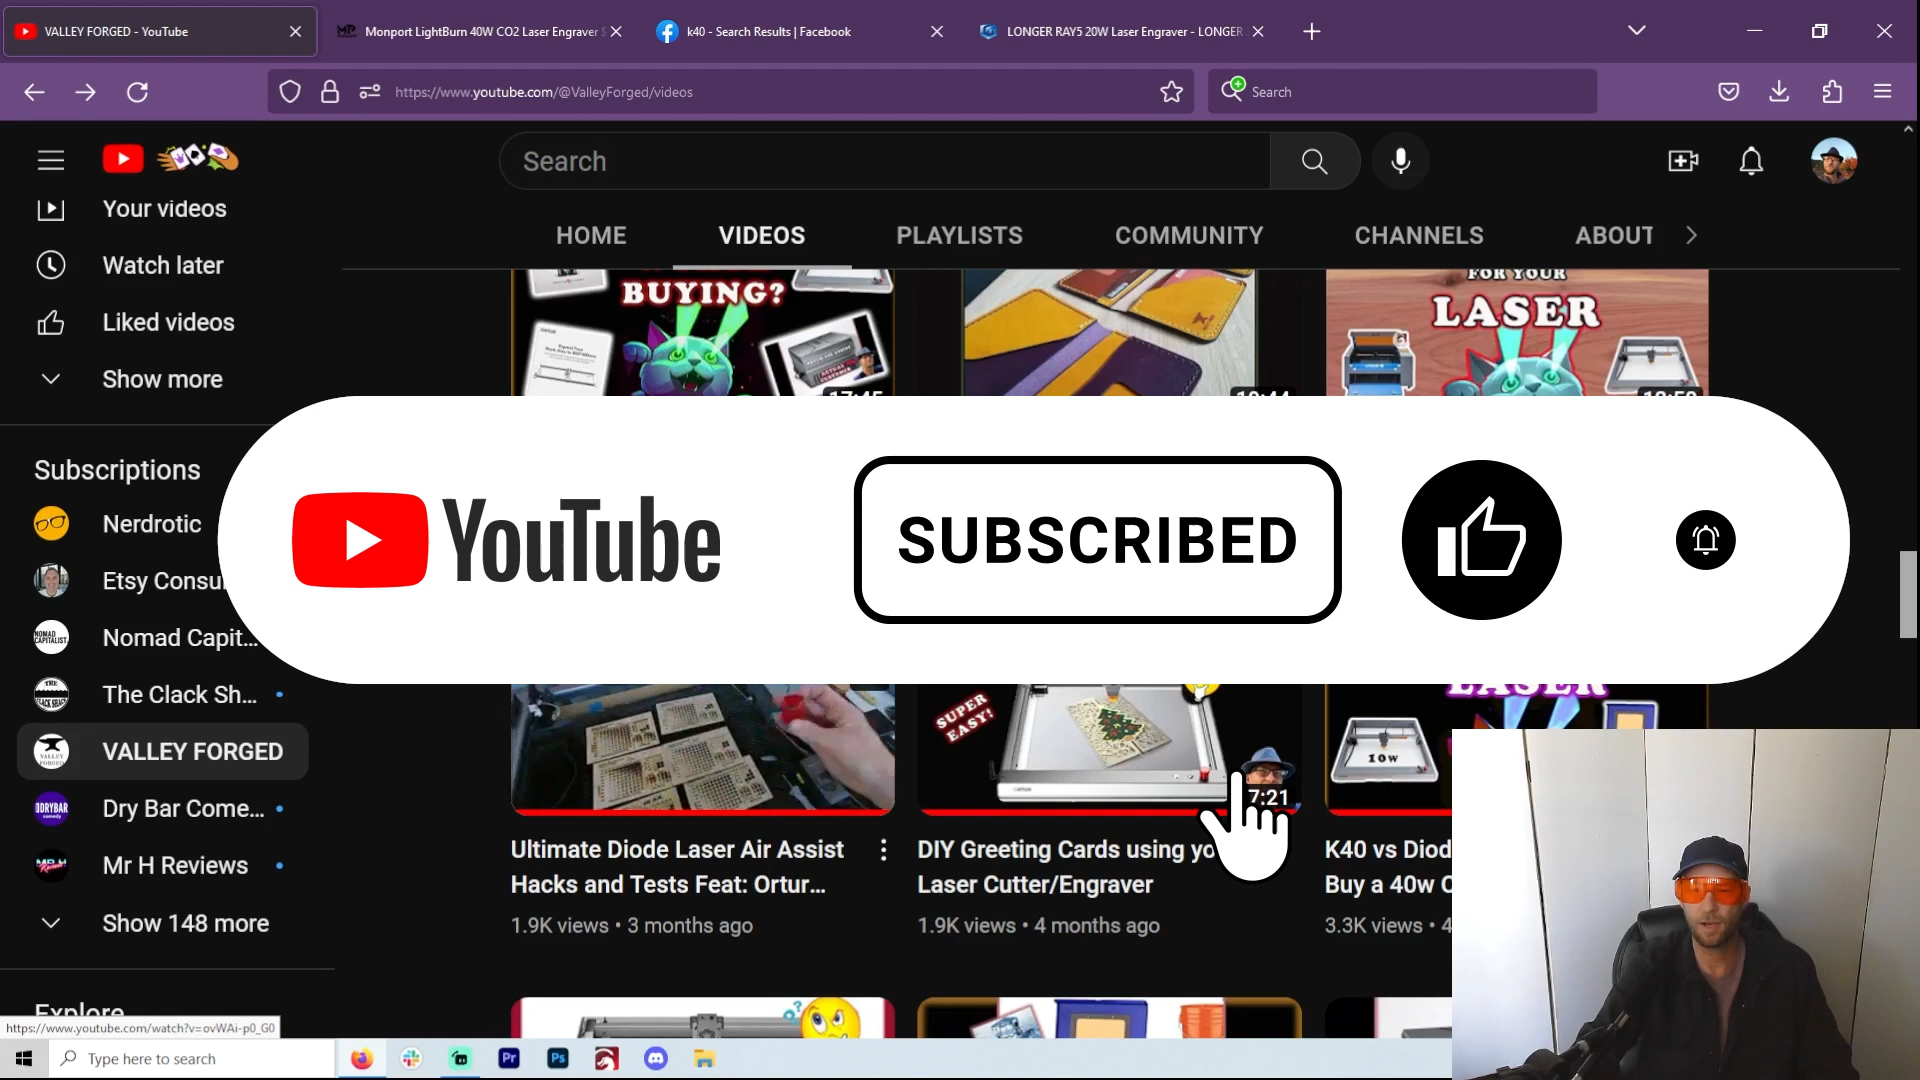 VALLEY FORGED - YouTube
Monport LightBurn 40W CO2 Laser Engraver
k40 - Search Results | Facebook
LONGER RAY5 20W Laser Engraver - LONGER
https://www.youtube.com/@ValleyForged/videos
Search
Search
Your videos
Watch later
Liked videos
Show more
HOME
VIDEOS
PLAYLISTS
COMMUNITY
CHANNELS
ABOUT
BUYING?
FOR YOUR
LASER
17:45
Subscriptions
Nerdrotic
Etsy Consu
Nomad Capit...
The Clack Sh...
VALLEY FORGED
Dry Bar Come...
Mr H Reviews
Show 148 more
Explore
YouTube
SUBSCRIBED
SUPER
EASY!
LASER
10W
7:21
Ultimate Diode Laser Air Assist
Hacks and Tests Feat: Ortur...
1.9K views • 3 months ago
DIY Greeting Cards using yo
Laser Cutter/Engraver
1.9K views • 4 months ago
K40 vs Diod
Buy a 40w C
3.3K views • 4
https://www.youtube.com/watch?v=ovWAi-p0_G0
Type here to search
Pr
Ps